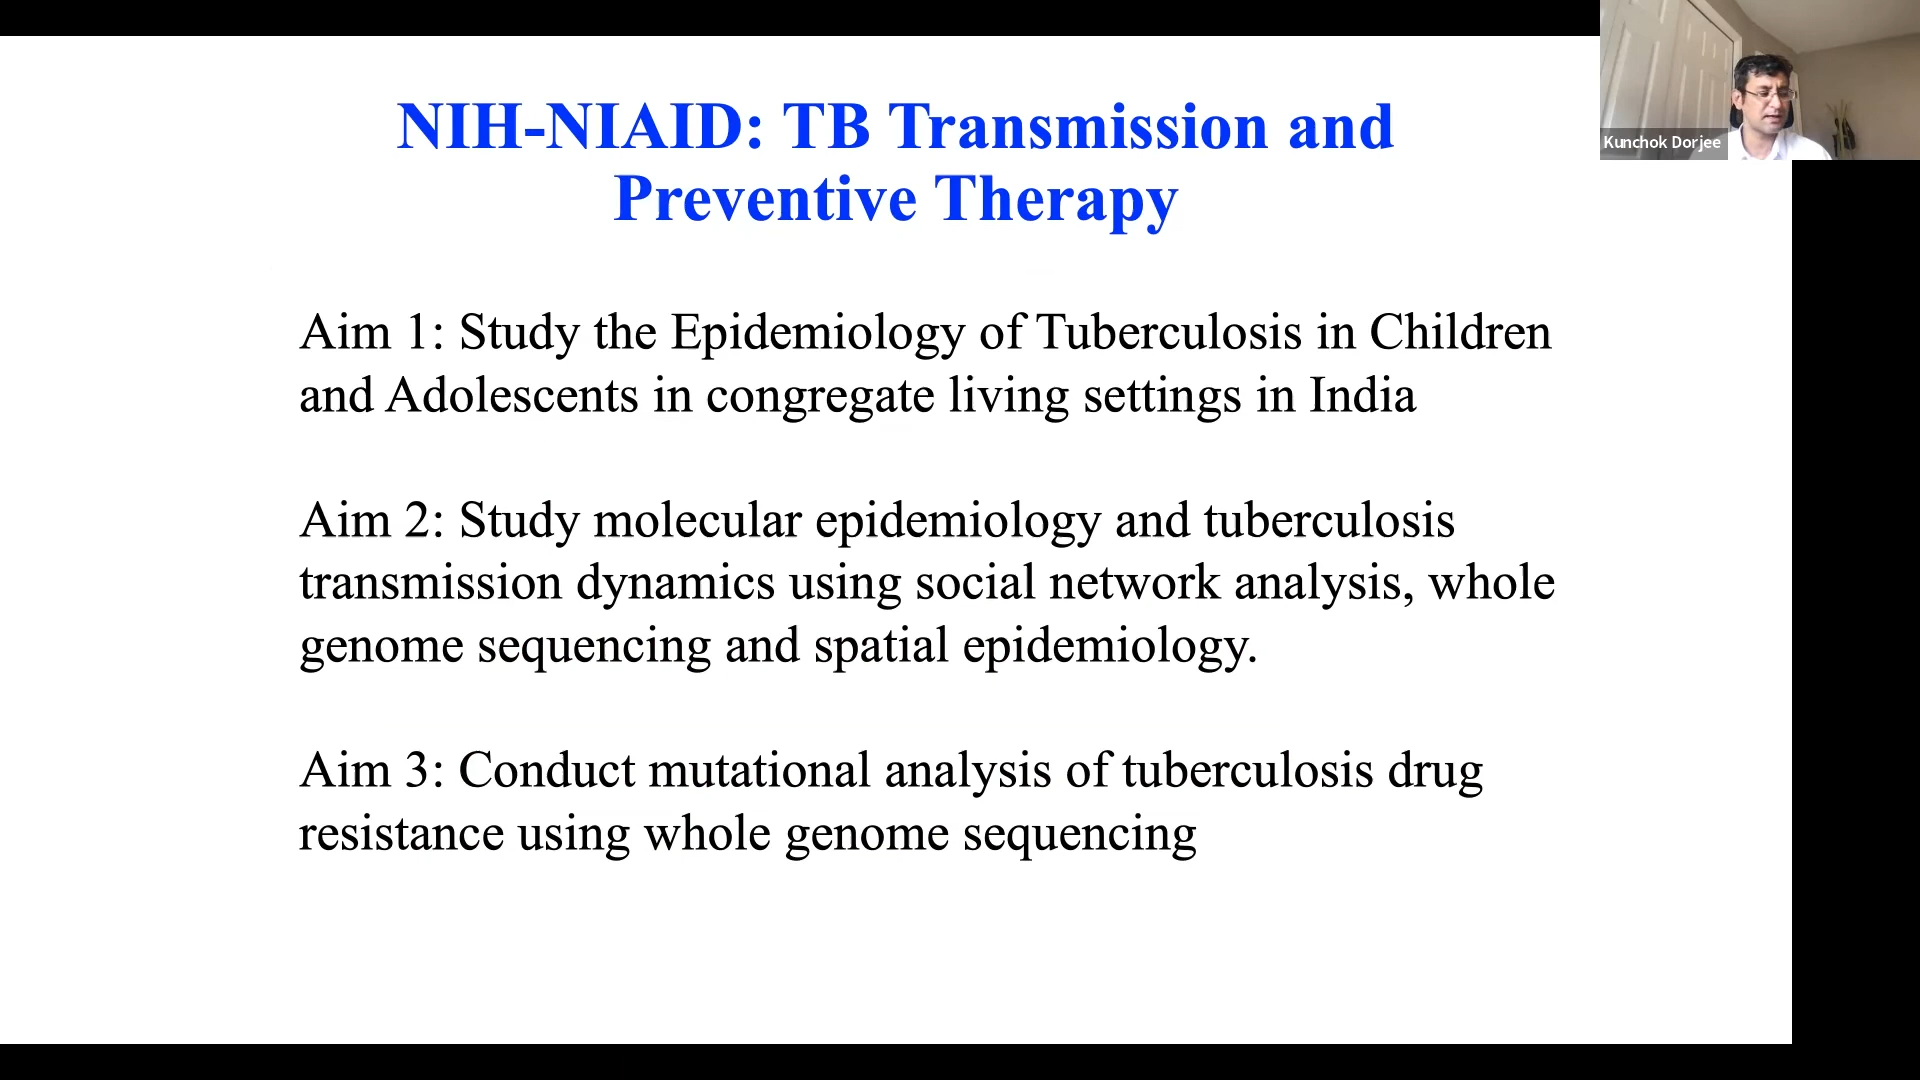 NIH-NIAID: TB Transmission and
Preventive Therapy
Kunchok Dorjee
Aim 1: Study the Epidemiology of Tuberculosis in Children
and Adolescents in congregate living settings in India
Aim 2: Study molecular epidemiology and tuberculosis
transmission dynamics using social network analysis, whole
genome sequencing and spatial epidemiology.
Aim 3: Conduct mutational analysis of tuberculosis drug
resistance using whole genome sequencing